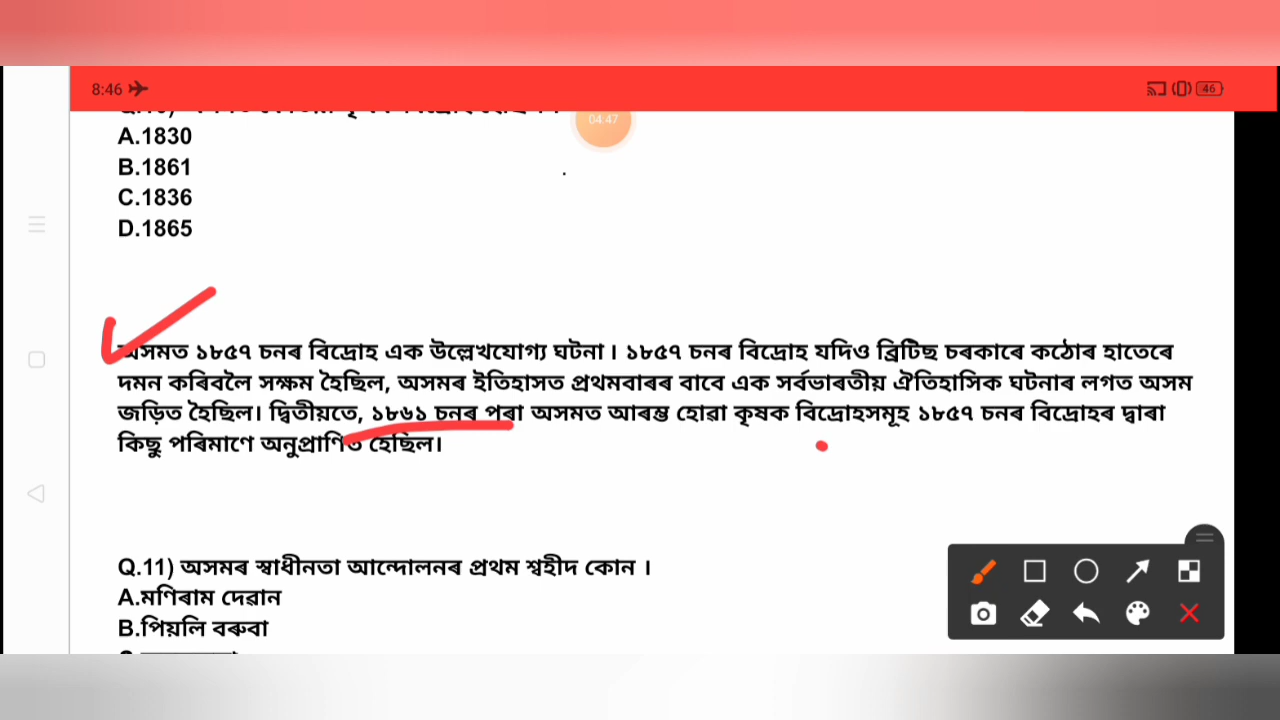 8:46
46
04:47
A.1830
B.1861
C.1836
D.1865
অসমত ১৮৫৭ চনৰ বিদ্ৰোহ এক উল্লেখযোগ্য ঘটনা । ১৮৫৭ চনৰ বিদ্ৰোহ যদিও ব্ৰিটিছ চৰকাৰে কঠোৰ হাতেৰে
দমন কৰিবলৈ সক্ষম হৈছিল, অসমৰ ইতিহাসত প্ৰথমবাৰৰ বাবে এক সৰ্বভাৰতীয় ঐতিহাসিক ঘটনাৰ লগত অসম
জড়িত হৈছিল। দ্বিতীয়তে, ১৮৬১ চনৰ পৰা অসমত আৰম্ভ হোৱা কৃষক বিদ্ৰোহসমূহ ১৮৫৭ চনৰ বিদ্ৰোহৰ দ্বাৰা
কিছু পৰিমাণে অনুপ্ৰাণিত হেছিল।
Q.11) অসমৰ স্বাধীনতা আন্দোলনৰ প্ৰথম শ্বহীদ কোন ।
A.মণিৰাম দেৱান
B.পিয়লি বৰুবা